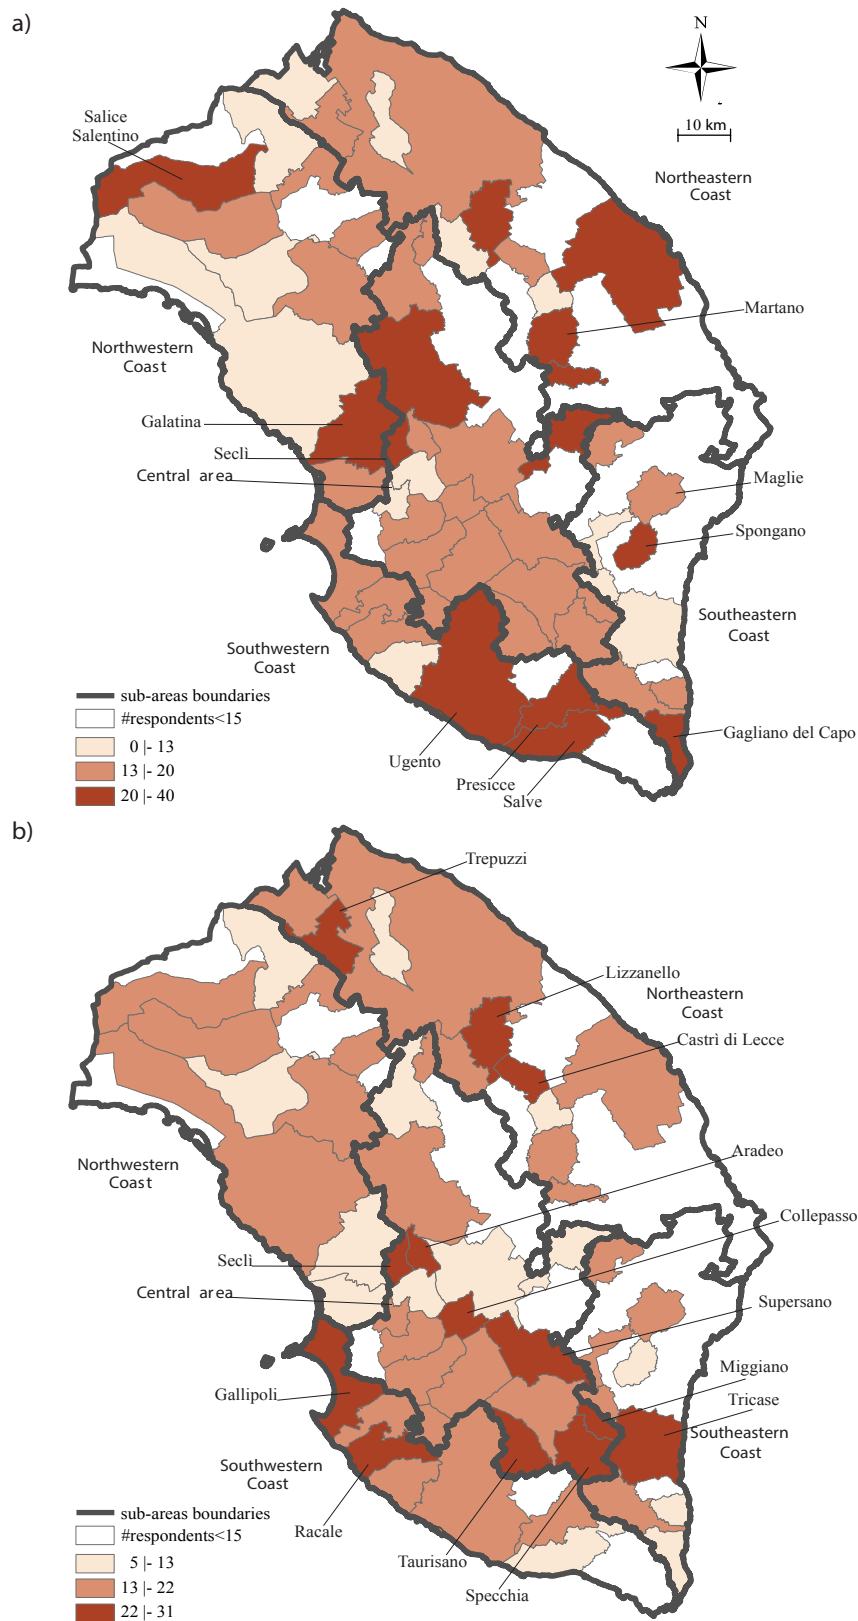 a)
N
10 km
Salice
Salentino
Northeastern
Coast
Martano
Northwestern
Coast
Galatina
Seclì
Central area
Maglie
Spongano
Southeastern
Coast
Southwestern
Coast
sub-areas boundaries
#respondents<15
0 |- 13
13 |- 20
20 |- 40
Gagliano del Capo
Ugento
Presicce
Salve
b)
Trepuzzi
Lizzanello
Northeastern
Coast
Castrì di Lecce
Aradeo
Northwestern
Coast
Collepasso
Seclì
Central area
Supersano
Miggiano
Gallipoli
Tricase
Southeastern
Coast
Southwestern
Coast
Racale
sub-areas boundaries
#respondents<15
5 |- 13
13 |- 22
22 |- 31
Taurisano
Specchia